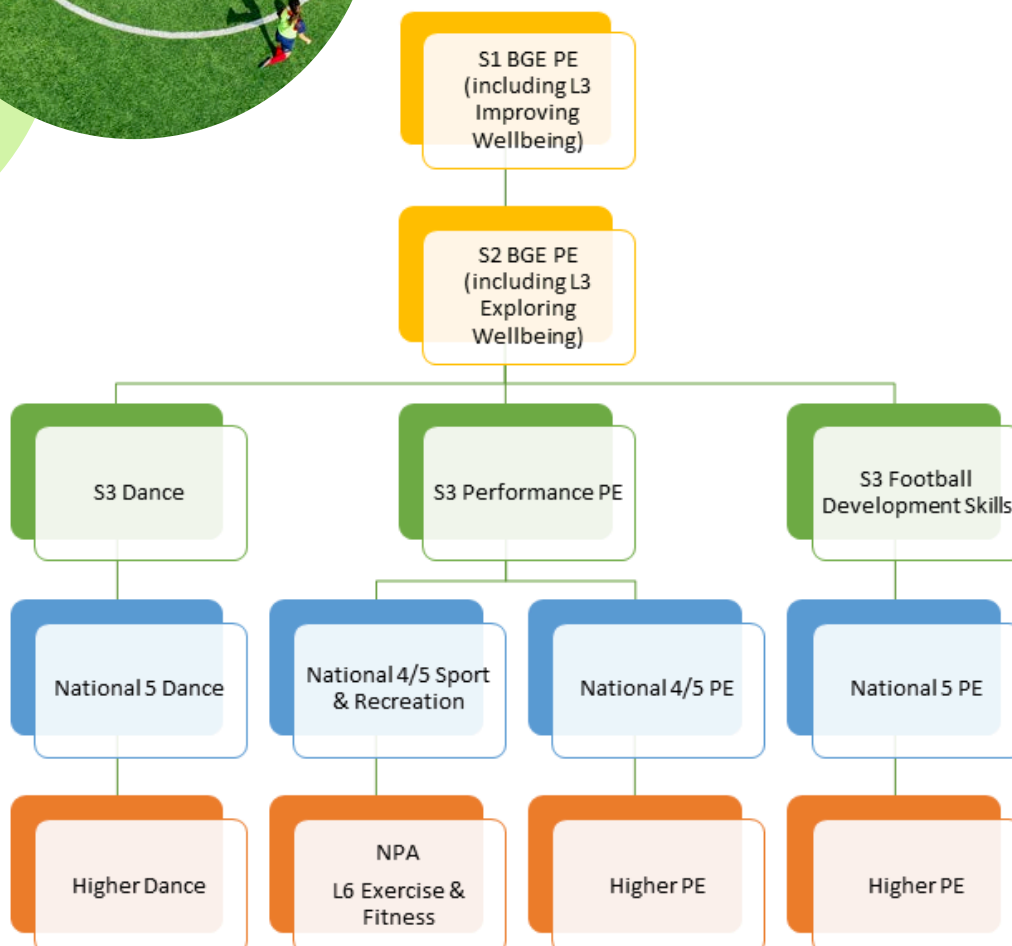 S1 BGE PE
(including L3
Improving
Wellbeing)
S2 BGE PE
(including L3
Exploring
Wellbeing)
S3 Dance
S3 Performance PE
S3 Football
Development Skills
National 5 Dance
National 4/5 Sport
& Recreation
National 4/5 PE
National 5 PE
Higher Dance
NPA
L6 Exercise &
Fitness
Higher PE
Higher PE